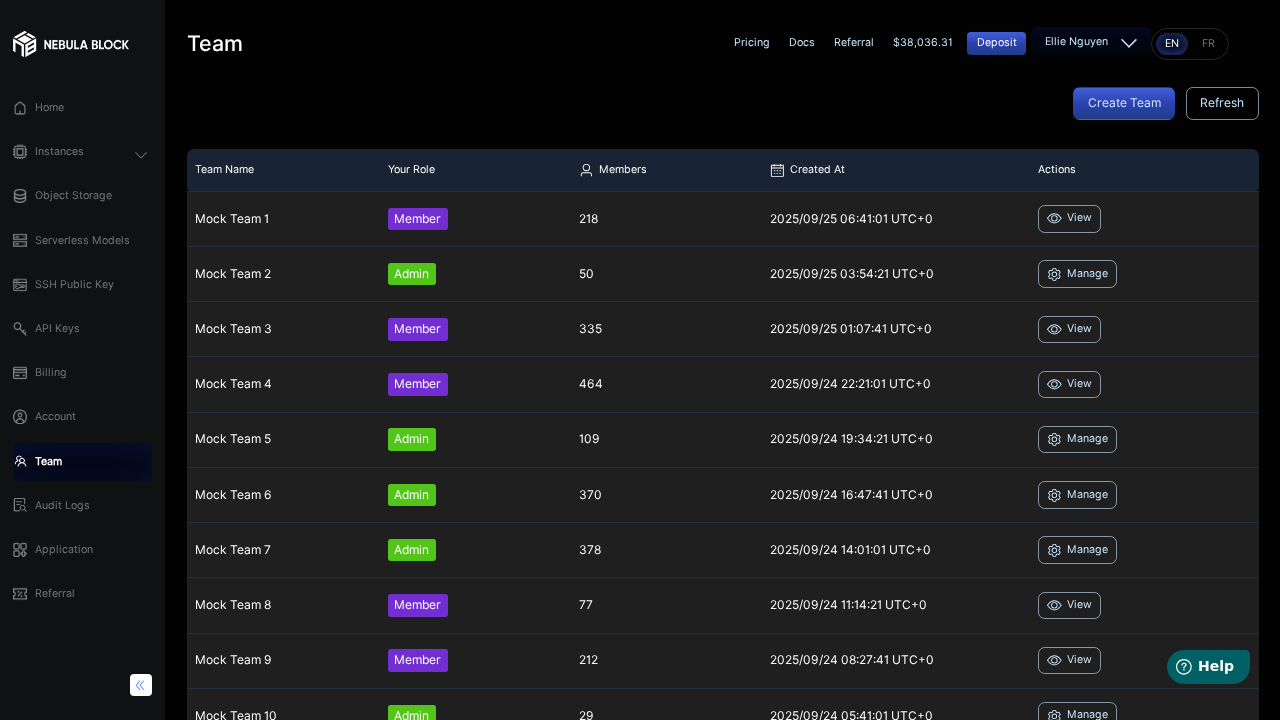 NEBULA BLOCK
Home
Instances
Object Storage
Serverless Models
SSH Public Key
API Keys
Billing
Account
Team
Audit Logs
Application
Referral
Team
Pricing Docs Referral $38,036.31 Deposit Ellie Nguyen EN FR
Create Team Refresh
Team Name Your Role Members Created At Actions
Mock Team 1 Member 218 2025/09/25 06:41:01 UTC+0 View
Mock Team 2 Admin 50 2025/09/25 03:54:21 UTC+0 Manage
Mock Team 3 Member 335 2025/09/25 01:07:41 UTC+0 View
Mock Team 4 Member 464 2025/09/24 22:21:01 UTC+0 View
Mock Team 5 Admin 109 2025/09/24 19:34:21 UTC+0 Manage
Mock Team 6 Admin 370 2025/09/24 16:47:41 UTC+0 Manage
Mock Team 7 Admin 378 2025/09/24 14:01:01 UTC+0 Manage
Mock Team 8 Member 77 2025/09/24 11:14:21 UTC+0 View
Mock Team 9 Member 212 2025/09/24 08:27:41 UTC+0 View
Mock Team 10 Admin 29 2025/09/24 05:41:01 UTC+0 Manage
Help